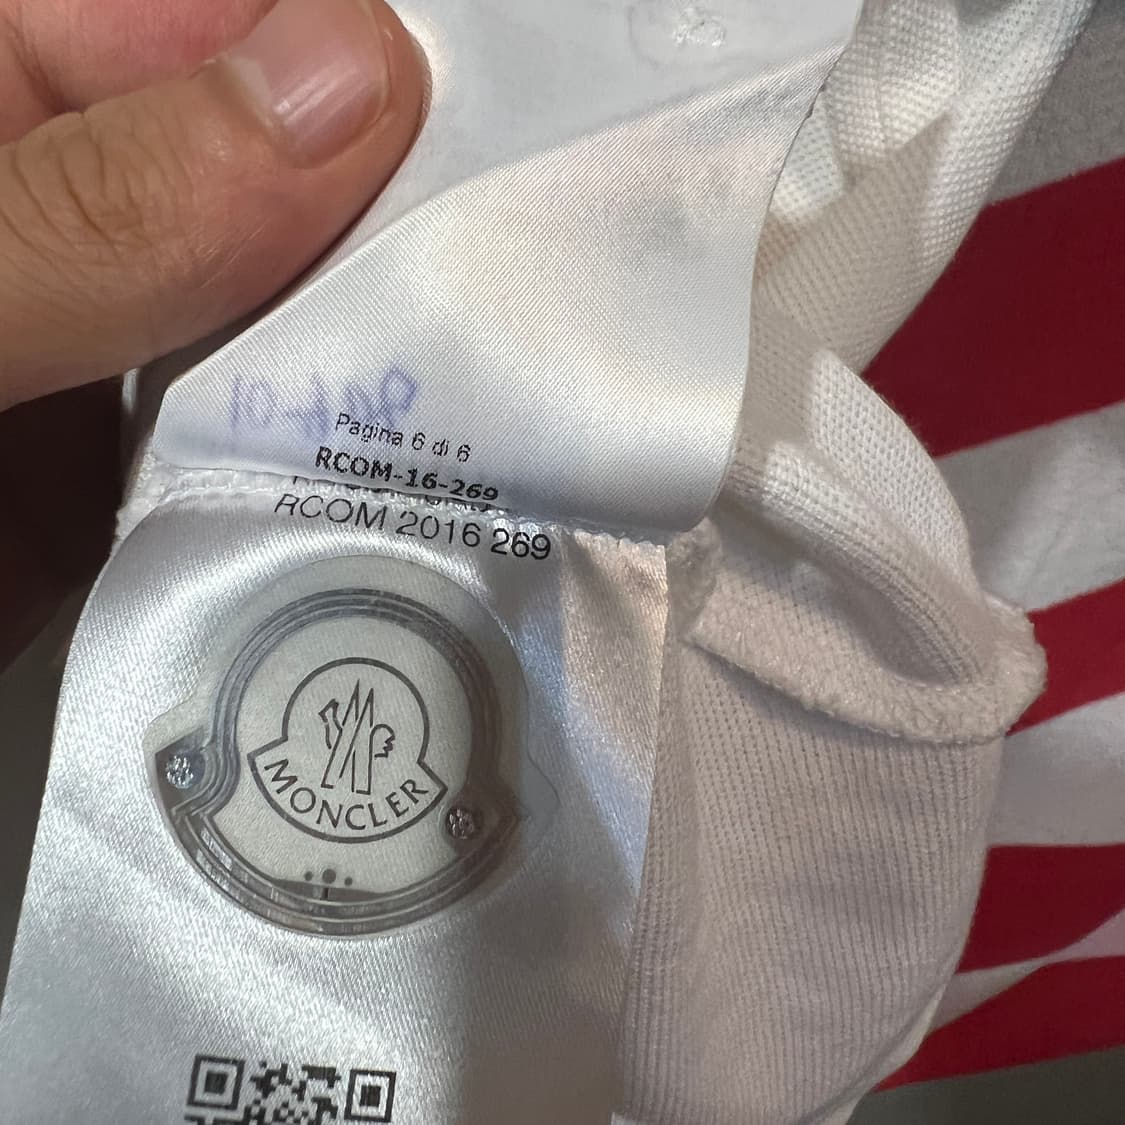 Pagina 6 di 6
RCOM-16-269
RCOM 2016 269
MONCLER